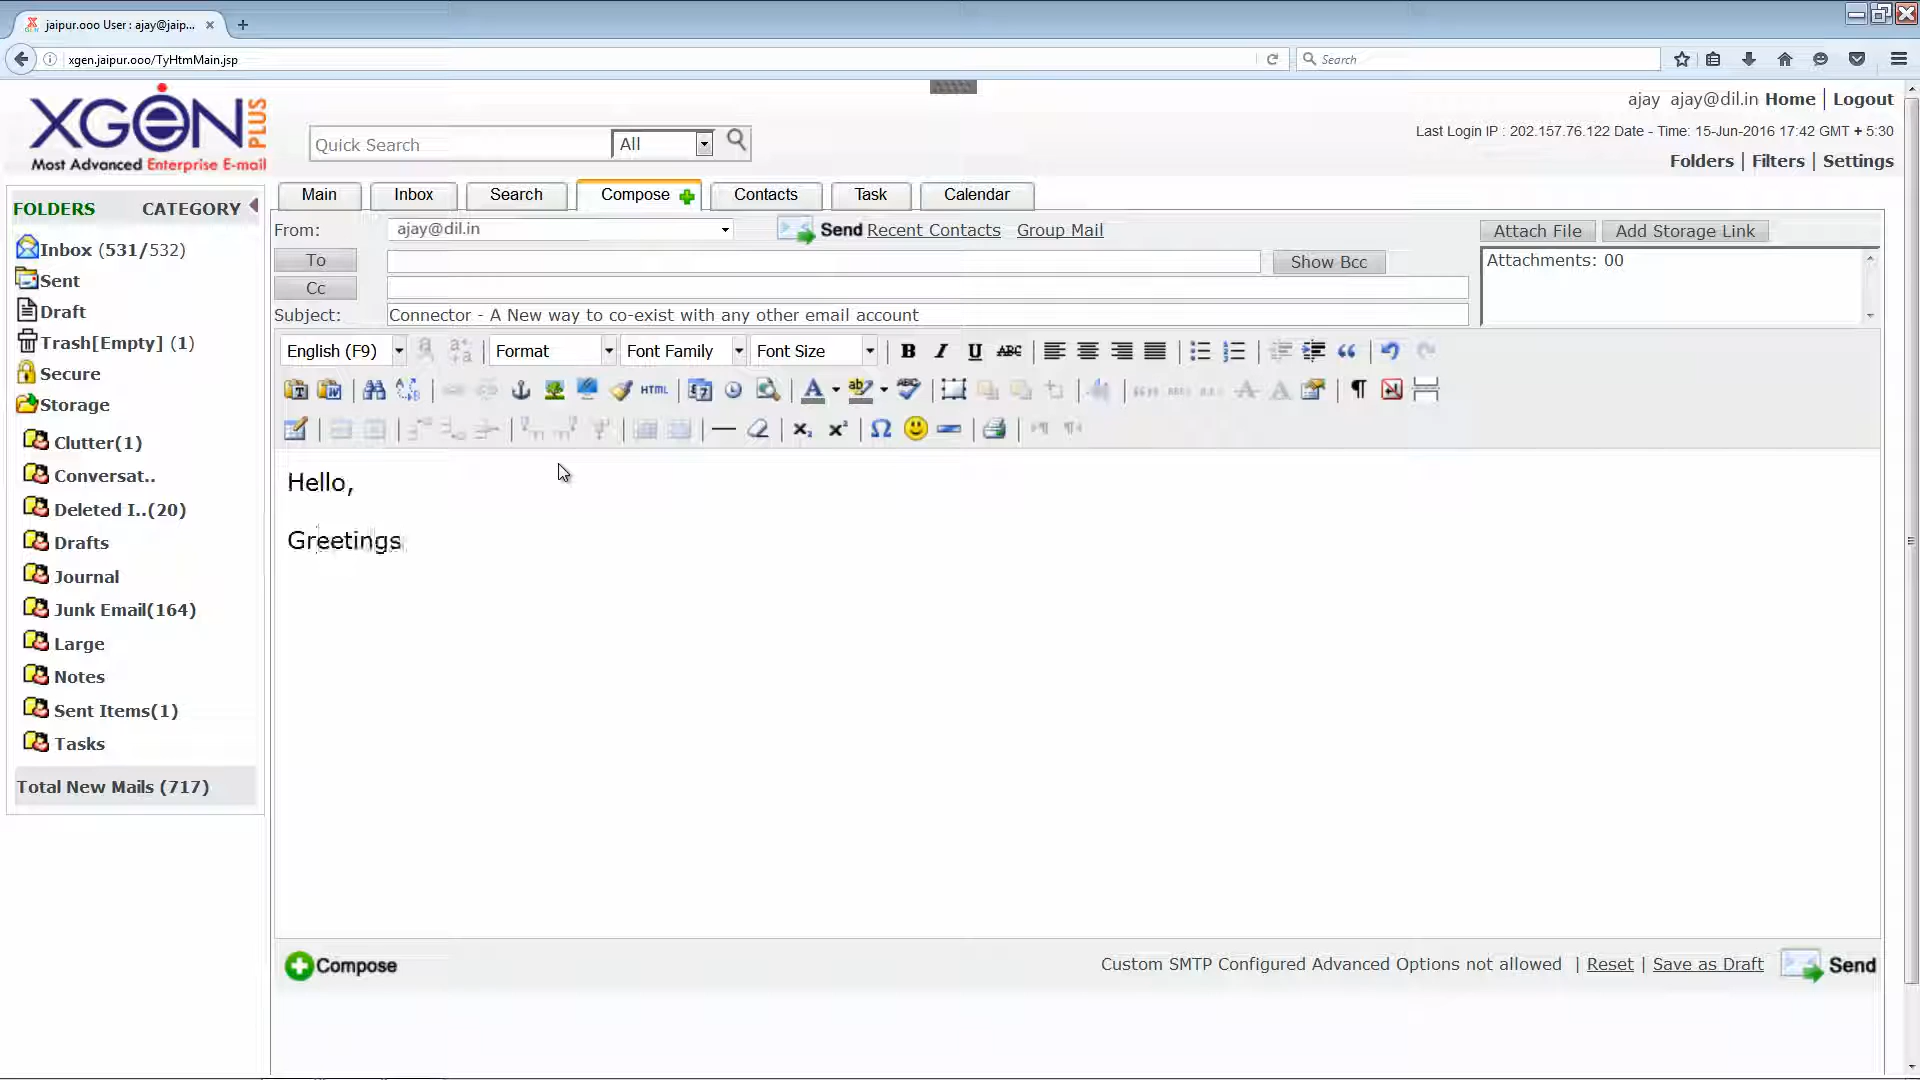 jaipur.ooo User : ajay@jaip...
xgen.jaipur.ooo/TyHtmMain.jsp
Search
XGEN PLUS
Most Advanced Enterprise E-mail
Quick Search
All
ajay ajay@dil.in Home | Logout
Last Login IP : 202.157.76.122 Date - Time: 15-Jun-2016 17:42 GMT + 5:30
Folders | Filters | Settings
Main
Inbox
Search
Compose
Contacts
Task
Calendar
FOLDERS
CATEGORY
Inbox (531/532)
Sent
Draft
Trash[Empty] (1)
Secure
Storage
Clutter(1)
Conversat..
Deleted I..(20)
Drafts
Journal
Junk Email(164)
Large
Notes
Sent Items(1)
Tasks
Total New Mails (717)
From:
ajay@dil.in
Send
Recent Contacts
Group Mail
Attach File
Add Storage Link
To
Show Bcc
Attachments: 00
Cc
Subject:
Connector - A New way to co-exist with any other email account
English (F9)
Format
Font Family
Font Size
B I U ABC
HTML
Hello,
Greetings
Compose
Custom SMTP Configured Advanced Options not allowed | Reset | Save as Draft
Send